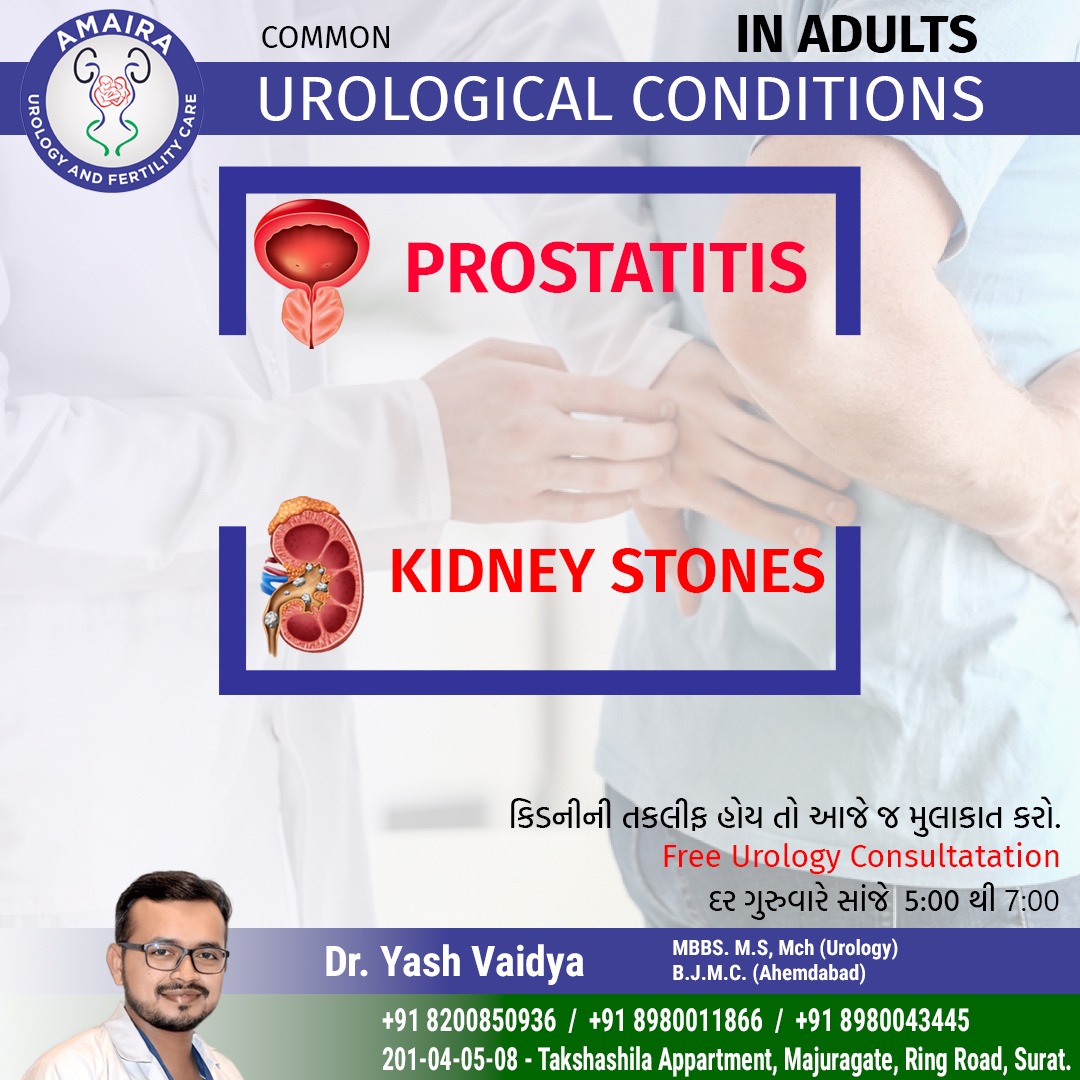 AMAIRA
UROLOGY AND FERTILITY CARE
COMMON
IN ADULTS
UROLOGICAL CONDITIONS
PROSTATITIS
KIDNEY STONES
કિડનીની તકલીફ હોય તો આજે જ મુલાકાત કરો.
Free Urology Consultatation
દર ગુરુવારે સાંજે 5:00 થી 7:00
Dr. Yash Vaidya
MBBS. M.S, Mch (Urology)
B.J.M.C. (Ahemdabad)
+91 8200850936 / +91 8980011866 / +91 8980043445
201-04-05-08 - Takshashila Appartment, Majuragate, Ring Road, Surat.